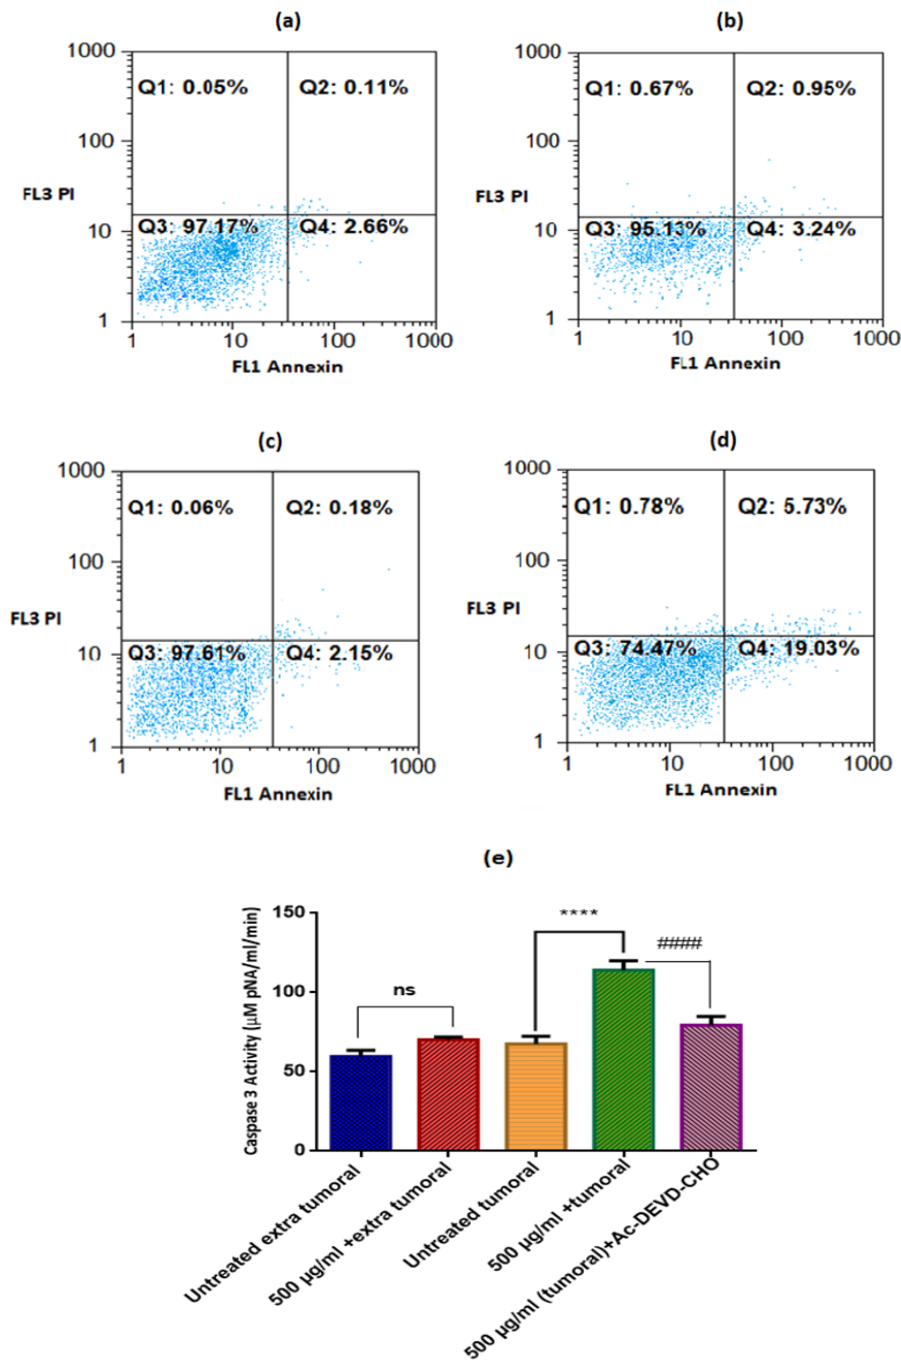 (a)
1000
Q1: 0.05%
Q2: 0.11%
100
FL3 PI
Q3: 97.17%
Q4: 2.66%
10
1
1
10
100
1000
FL1 Annexin
(b)
1000
Q1: 0.67%
Q2: 0.95%
100
FL3 PI
Q3: 95.13%
Q4: 3.24%
10
1
1
10
100
1000
FL1 Annexin
(c)
1000
Q1: 0.06%
Q2: 0.18%
100
FL3 PI
Q3: 97.61%
Q4: 2.15%
10
1
1
10
100
1000
FL1 Annexin
(d)
1000
Q1: 0.78%
Q2: 5.73%
100
FL3 PI
Q3: 74.47%
Q4: 19.03%
10
1
1
10
100
1000
FL1 Annexin
(e)
Caspase 3 Activity (µM pNA/ml/min)
150
100
50
0
ns
****
####
Untreated extra tumoral
500 µg/ml +extra tumoral
Untreated tumoral
500 µg/ml +tumoral
500 µg/ml (tumoral)+Ac-DEVD-CHO